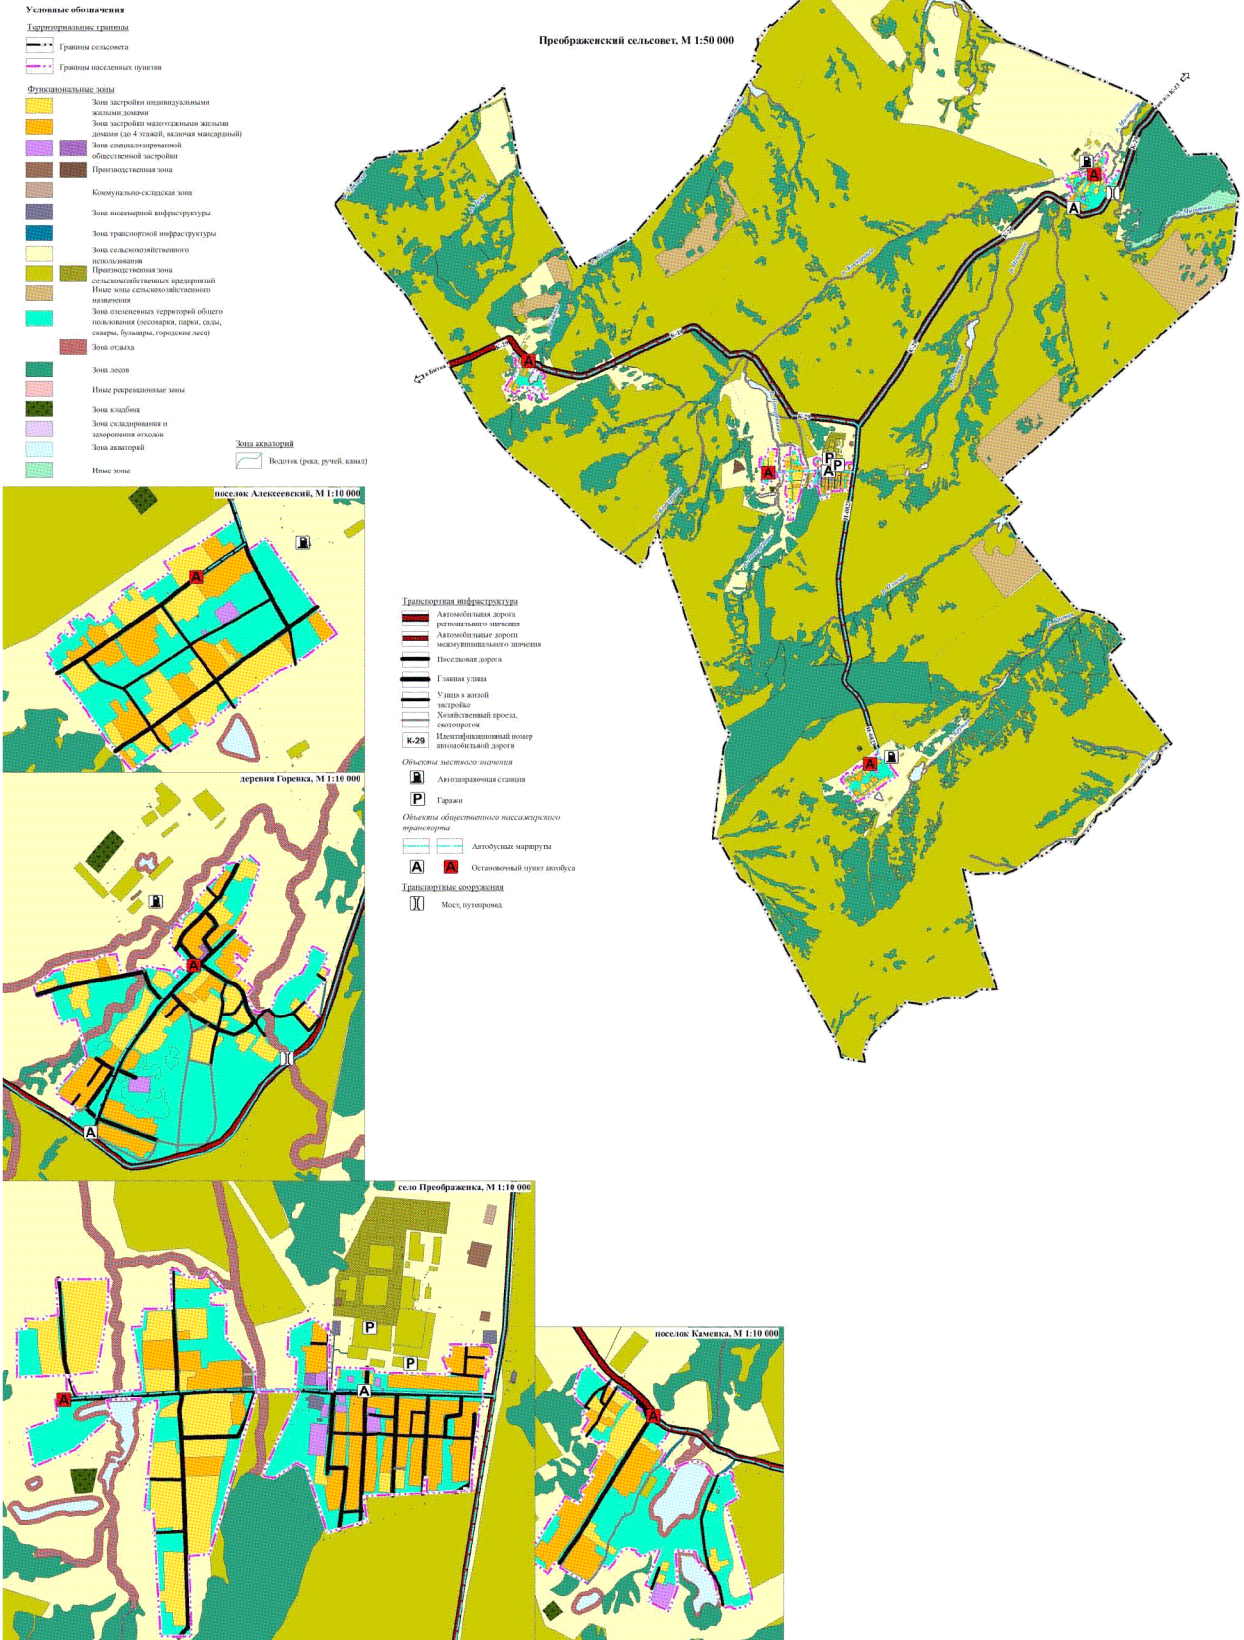 Условные обозначения
Территориальные границы
Границы сельсовета
Границы населенных пунктов
Функциональные зоны
Зона застройки индивидуальными
жилыми домами
Зона застройки малоэтажными жилыми
домами (до 4 этажей, включая мансардный)
Зона специализированной
общественной застройки
Производственная зона
Коммунально-складская зона
Зона инженерной инфраструктуры
Зона транспортной инфраструктуры
Зона сельскохозяйственного
использования
Производственная зона
сельскохозяйственных предприятий
Иные зоны сельскохозяйственного
назначения
Зона озелененных территорий общего
пользования (лесопарки, парки, сады,
скверы, бульвары, городские леса)
Зона отдыха
Зона лесов
Иные рекреационные зоны
Зона кладбищ
Зона складирования и
захоронения отходов
Зона акваторий
Иные зоны
Зона акваторий
Водоток (река, ручей, канал)
Преображенский сельсовет, М 1:50 000
К-29
К-29
К-29
К-29
поселок Алексеевский, М 1:10 000
деревня Горевка, М 1:10 000
село Преображенка, М 1:10 000
поселок Каменка, М 1:10 000
Транспортная инфраструктура
Автомобильная дорога
регионального значения
Автомобильные дороги
межмуниципального значения
Поселковая дорога
Главная улица
Улица в жилой
застройке
Хозяйственный проезд,
скотопрогон
К-29
Идентификационный номер
автомобильной дороги
Объекты местного значения
Автозаправочная станция
P
Гаражи
Объекты общественного пассажирского
транспорта
Автобусные маршруты
A A
Остановочный пункт автобуса
Транспортные сооружения
Мост, путепровод